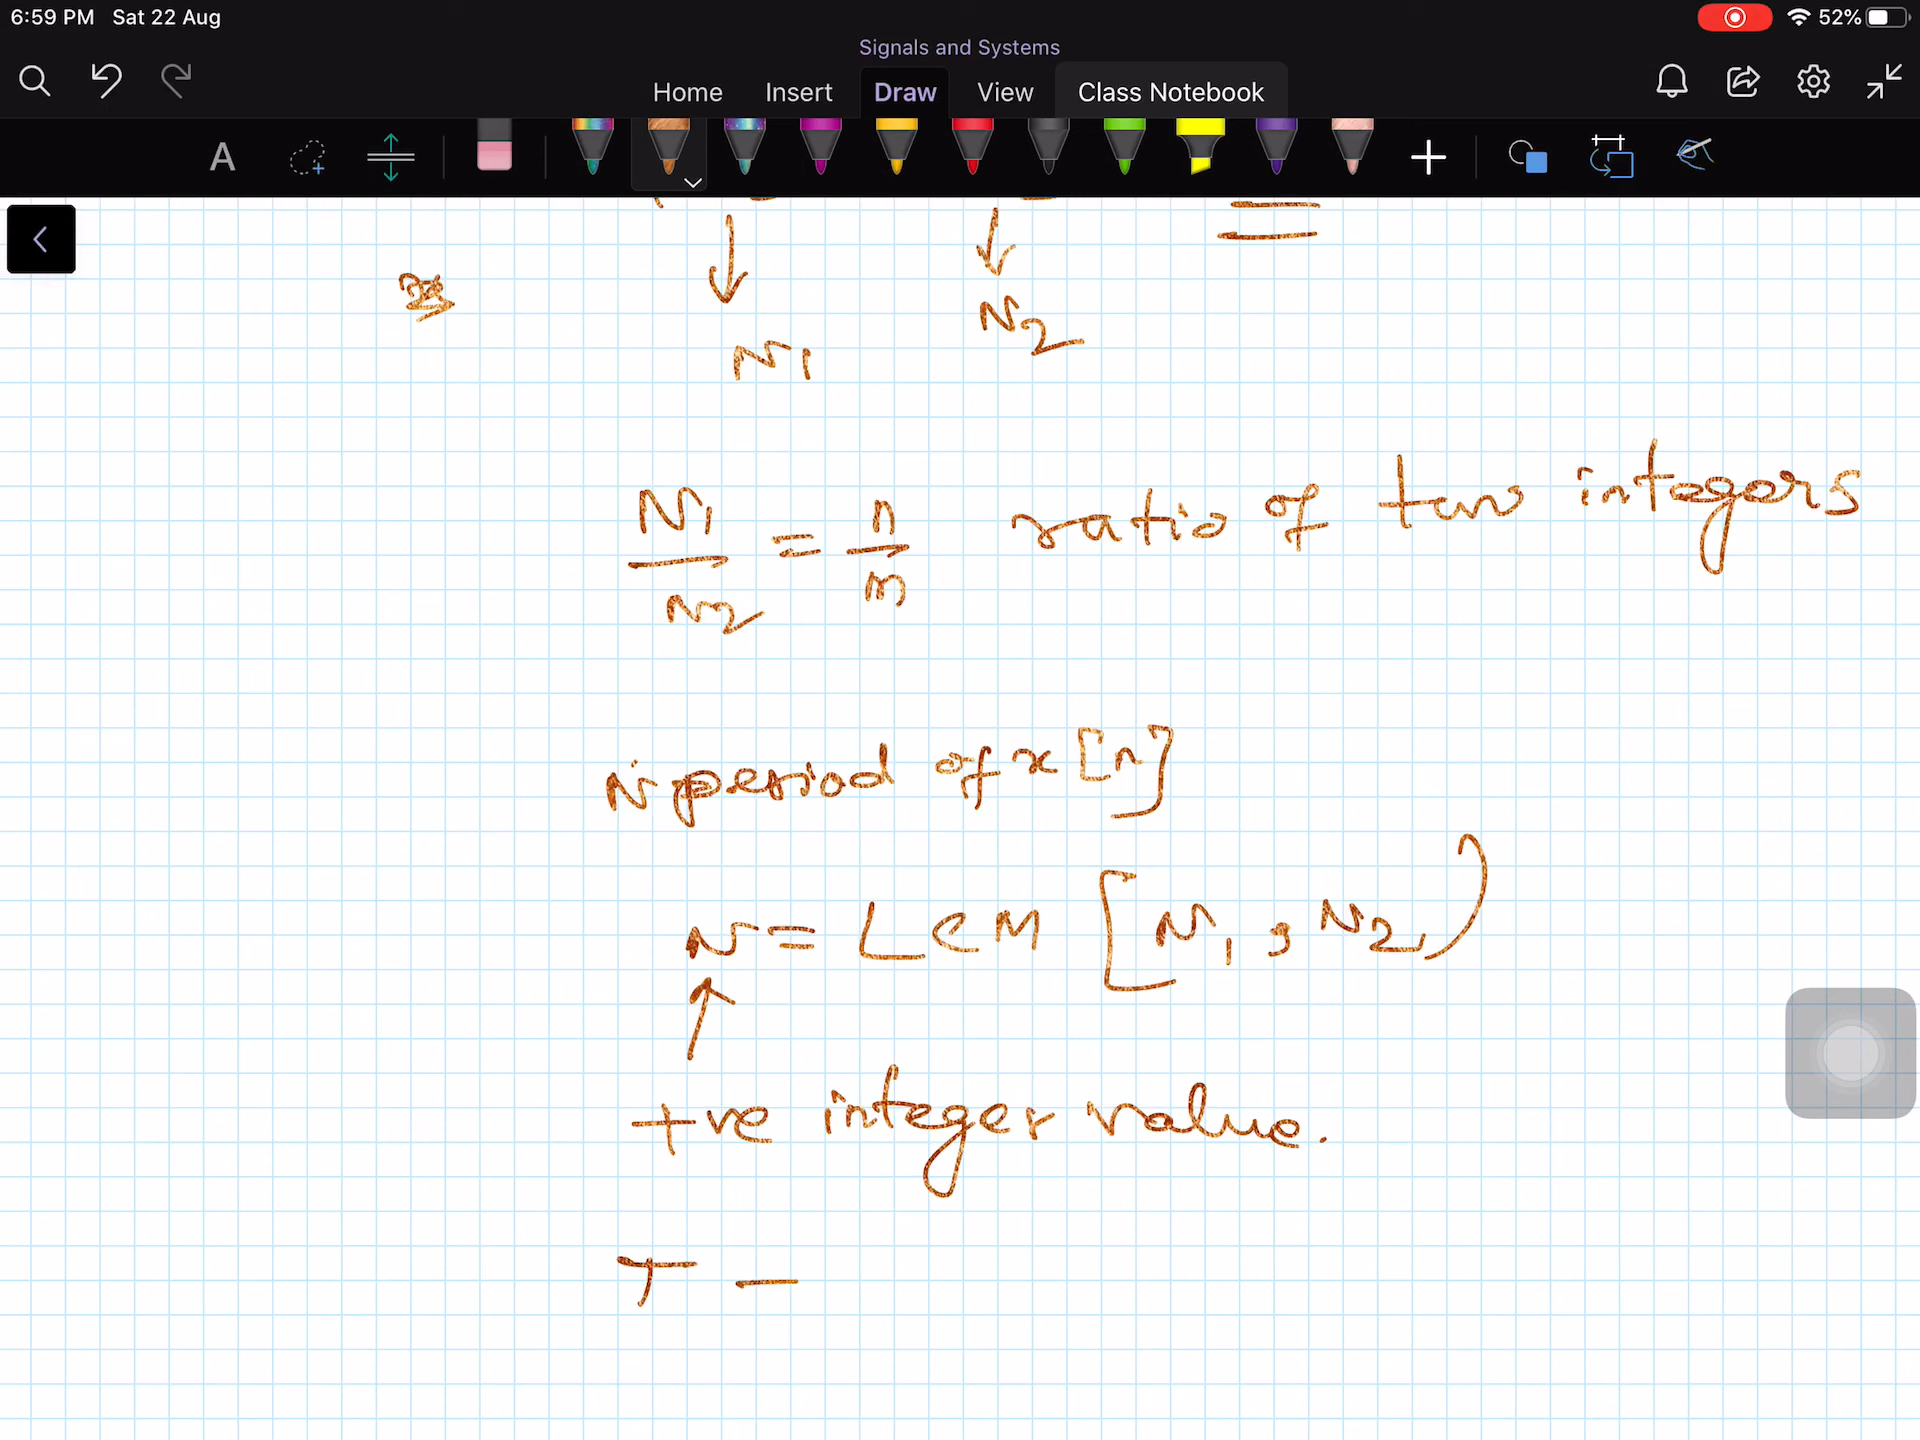 6:59 PM Sat 22 Aug 52%
Signals and Systems
Home Insert Draw View Class Notebook
A
N1 N2
N1/N2 = n/m ratio of two integers
N period of x[n]
N = LCM [N1, N2)
+ve integer value.
T –